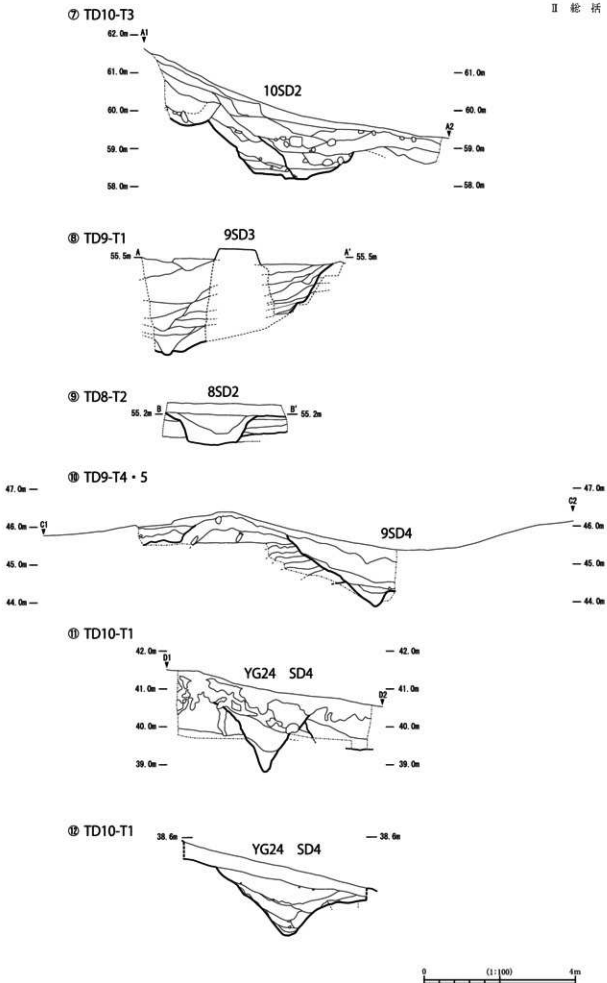 II 総括
⑦ TD10-T3
62.0m A1
61.0m 61.0m
10SD2
60.0m 60.0m
A2
59.0m 59.0m
58.0m 58.0m
⑧ TD9-T1
9SD3
55.5m A A' 55.5m
⑨ TD8-T2
8SD2
55.2m B B' 55.2m
⑩ TD9-T4・5
47.0m 47.0m
C1 C2
46.0m 46.0m
9SD4
45.0m 45.0m
44.0m 44.0m
⑪ TD10-T1
42.0m 42.0m
D1 YG24 SD4
41.0m 41.0m
D2
40.0m 40.0m
39.0m 39.0m
⑫ TD10-T1
38.6m 38.6m
YG24 SD4
0 (1:100) 4m